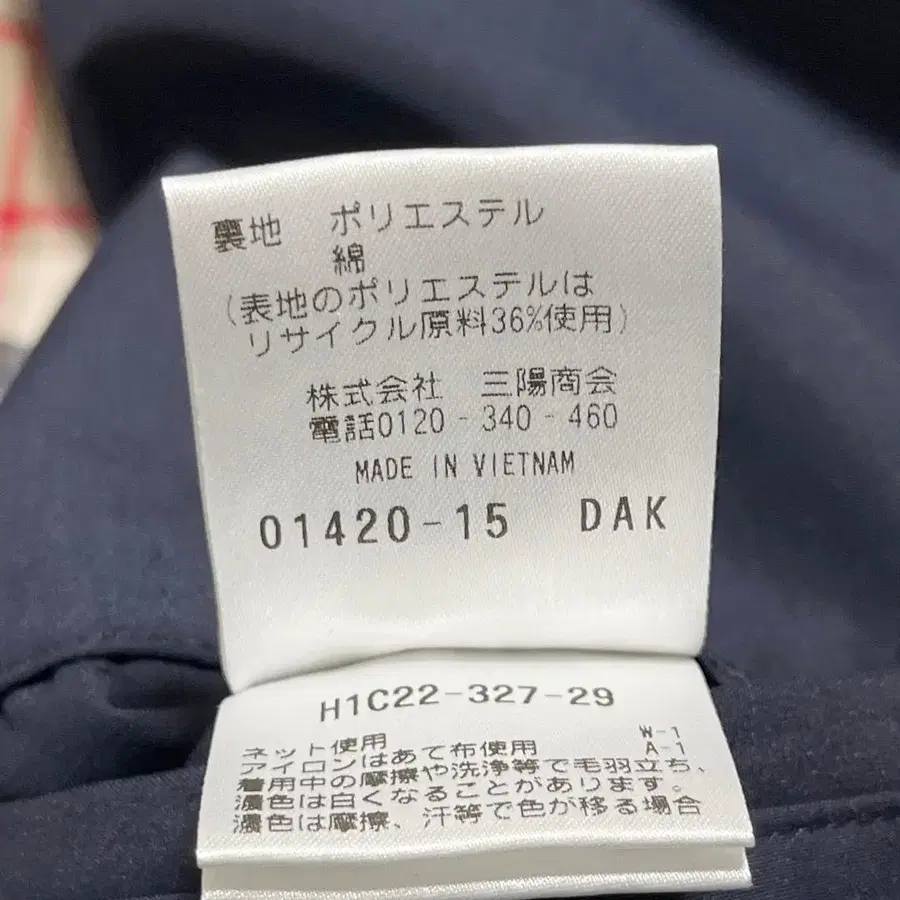 裏地 ポリエステル
綿
(表地のポリエステルは
リサイクル原料36%使用)
株式会社 三陽商会
電話0120-340-460
MADE IN VIETNAM
01420-15 DAK
H1C22-327-29
W-1
ネット使用 A-1
アイロンはあて布使用
着用中の摩擦や洗浄等で毛羽立ち、
濃色は白くなることがあります。
濃色は摩擦、汗等で色が移る場合